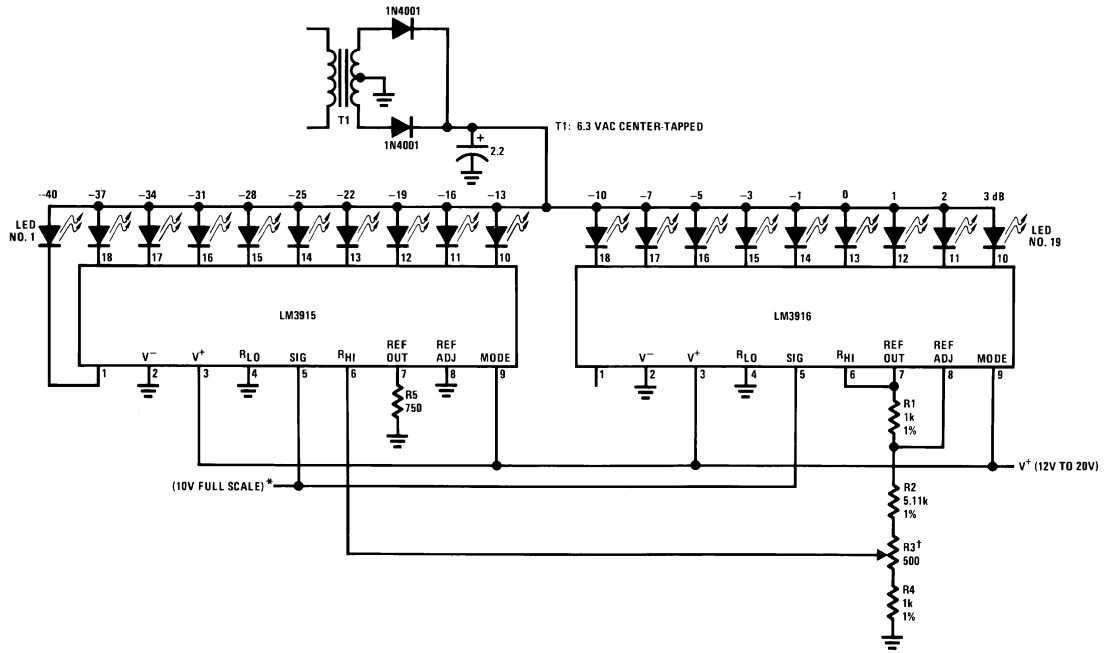 1N4001
T1
1N4001
T1: 6.3 VAC CENTER-TAPPED
+
2.2
–40 –37 –34 –31 –28 –25 –22 –19 –16 –13 –10 –7 –5 –3 –1 0 1 2 3 dB
LED NO. 1
LED NO. 19
18 17 16 15 14 13 12 11 10
18 17 16 15 14 13 12 11 10
LM3915
LM3916
V– V+ RLO SIG RHI REF OUT REF ADJ MODE
V– V+ RLO SIG RHI REF OUT REF ADJ MODE
1 2 3 4 5 6 7 8 9
1 2 3 4 5 6 7 8 9
R5
750
R1
1k
1%
V+ (12V TO 20V)
(10V FULL SCALE)*
R2
5.11k
1%
R3†
500
R4
1k
1%